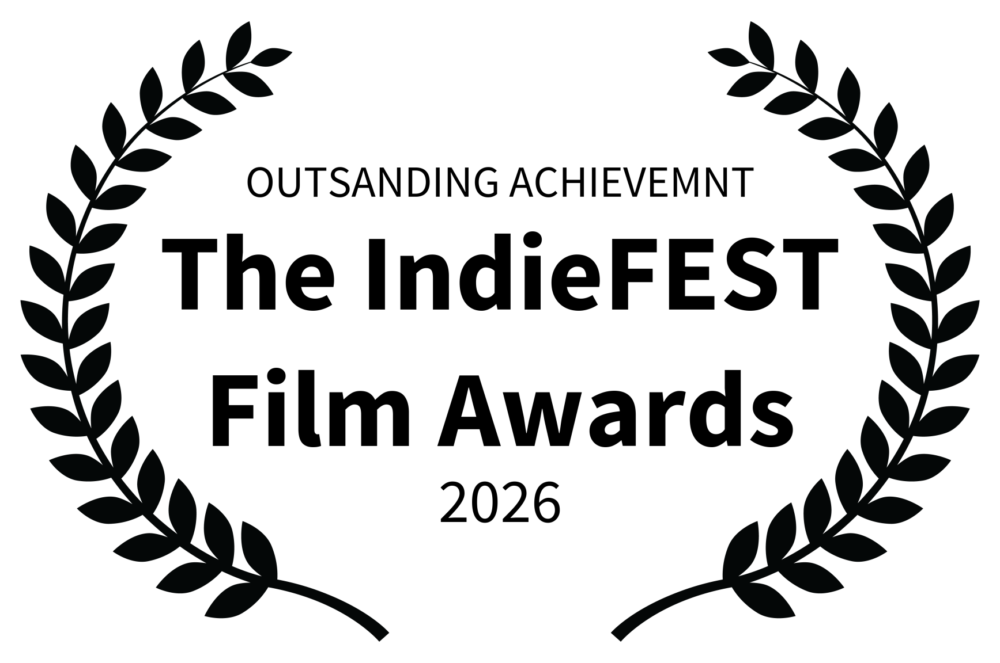 OUTSANDING ACHIEVEMNT
The IndieFEST
Film Awards
2026